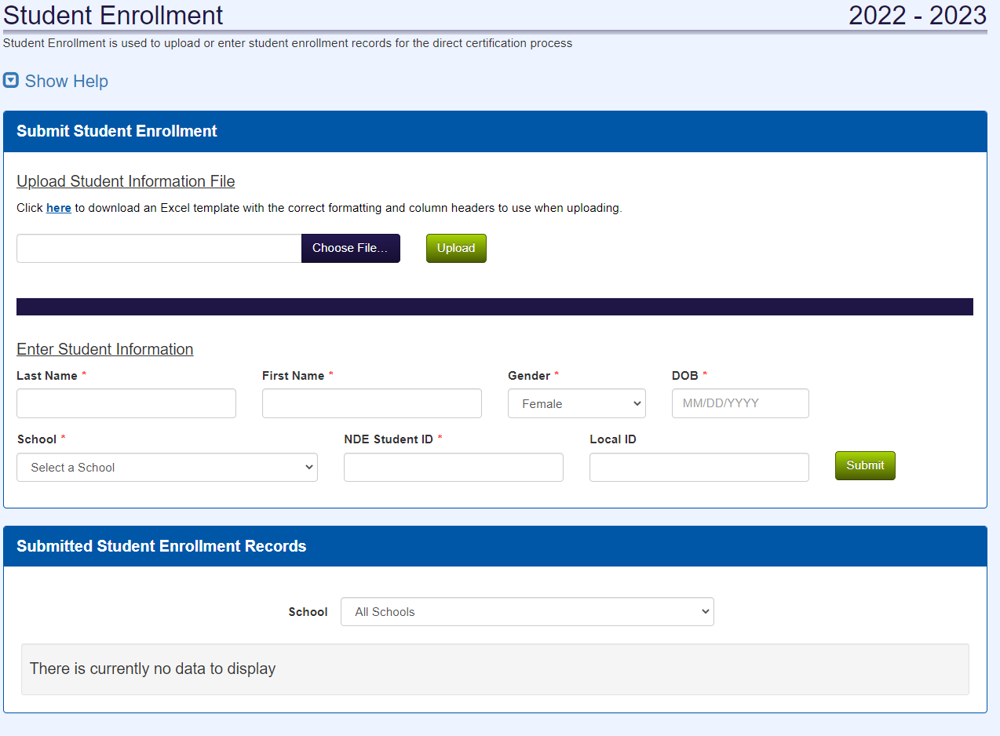 Student Enrollment 2022 - 2023
Student Enrollment is used to upload or enter student enrollment records for the direct certification process
Show Help
Submit Student Enrollment
Upload Student Information File
Click here to download an Excel template with the correct formatting and column headers to use when uploading.
Choose File... Upload
Enter Student Information
Last Name * First Name * Gender * DOB *
Female MM/DD/YYYY
School * NDE Student ID * Local ID
Select a School Submit
Submitted Student Enrollment Records
School All Schools
There is currently no data to display